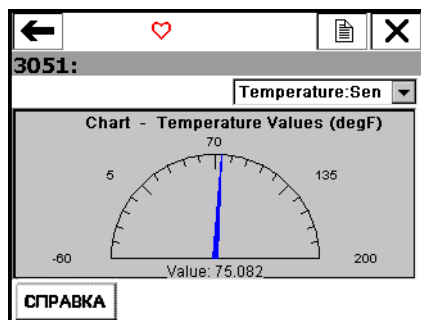 3051:
Temperature:Sen
Chart - Temperature Values (degF)
70
5
135
-60
200
Value: 75.082
СПРАВКА